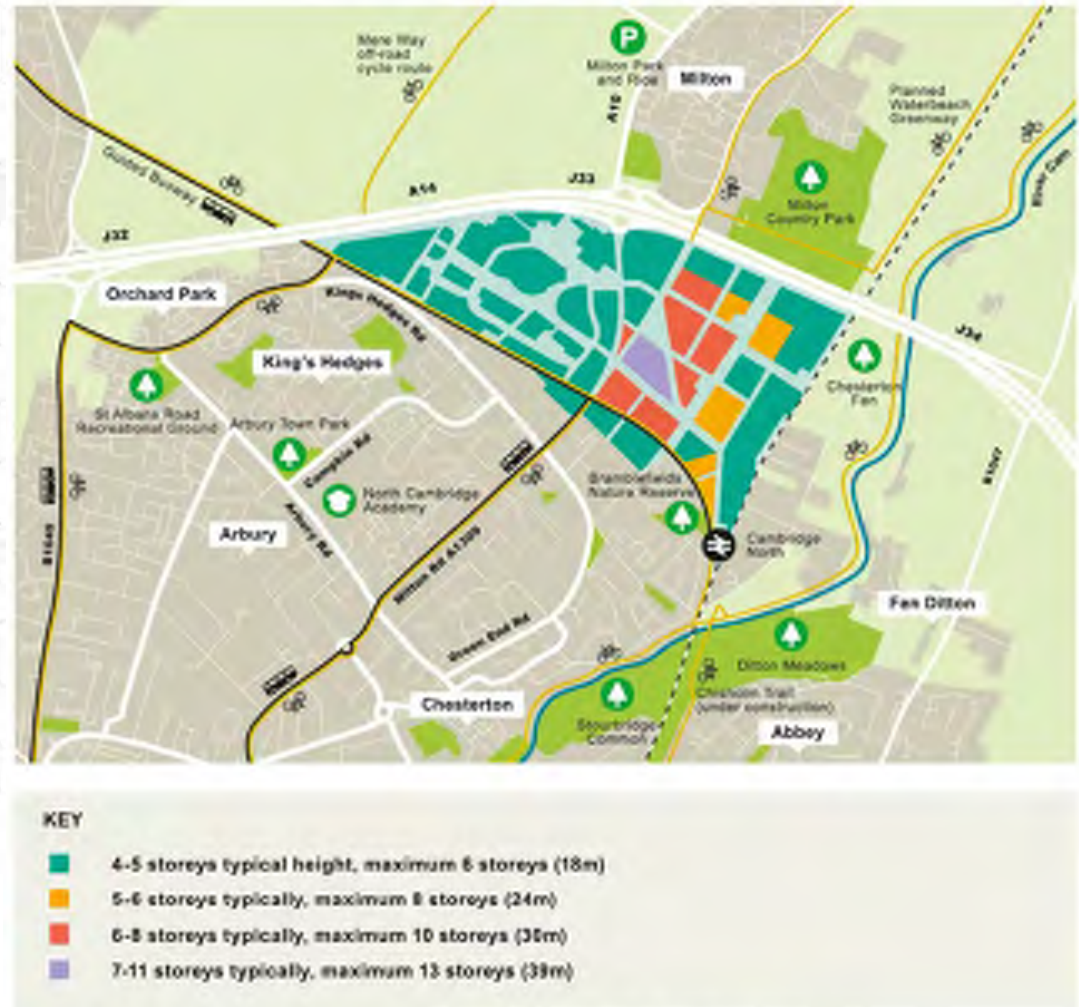 Mere Way
off-road
cycle route
P
Milton Park
and Ride
Milton
A10
Planned
Waterbeach
Greenway
Guided Busway
A14
J33
Milton
Country Park
River Cam
J32
Orchard Park
Kings Hedges Rd
King's Hedges
J34
Chesterton
Fen
St Albans Road
Recreational Ground
Arbury Town Park
Campkin Rd
North Cambridge
Academy
Bramblefields
Nature Reserve
B1047
B1049
Arbury
Arbury Rd
Milton Rd A1309
Cambridge
North
Green End Rd
Fen Ditton
Ditton Meadows
Chesterton
Stourbridge
Common
Chisholm Trail
(under construction)
Abbey
KEY
4-5 storeys typical height, maximum 6 storeys (18m)
5-6 storeys typically, maximum 8 storeys (24m)
6-8 storeys typically, maximum 10 storeys (30m)
7-11 storeys typically, maximum 13 storeys (39m)